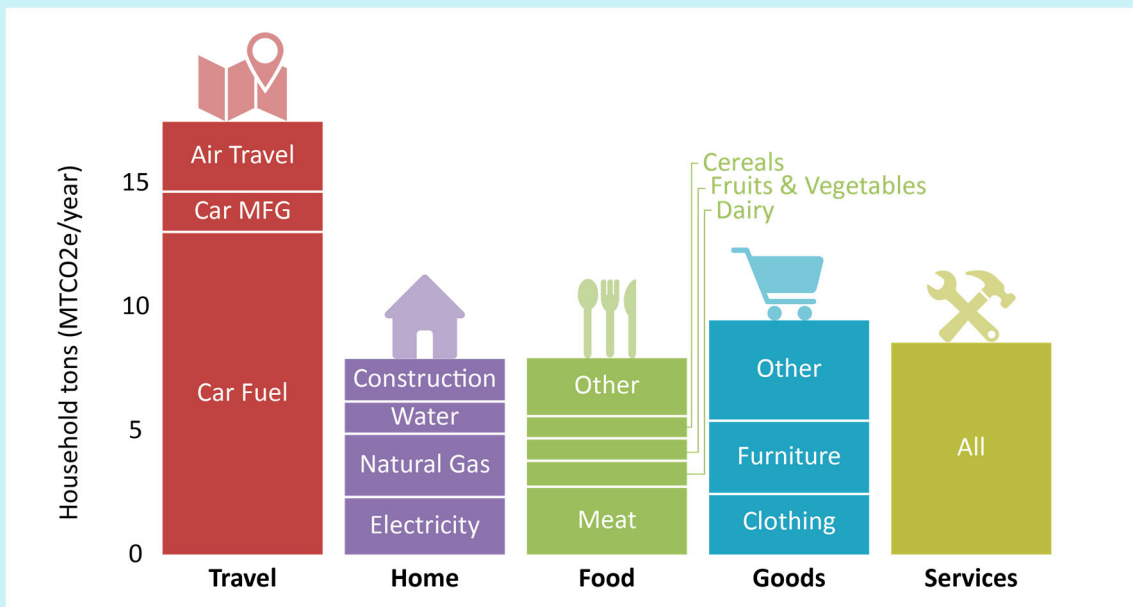 Household tons (MTCO2e/year)
15
10
5
0
Air Travel
Car MFG
Car Fuel
Travel
Construction
Water
Natural Gas
Electricity
Home
Cereals
Fruits & Vegetables
Dairy
Other
Meat
Food
Other
Furniture
Clothing
Goods
All
Services